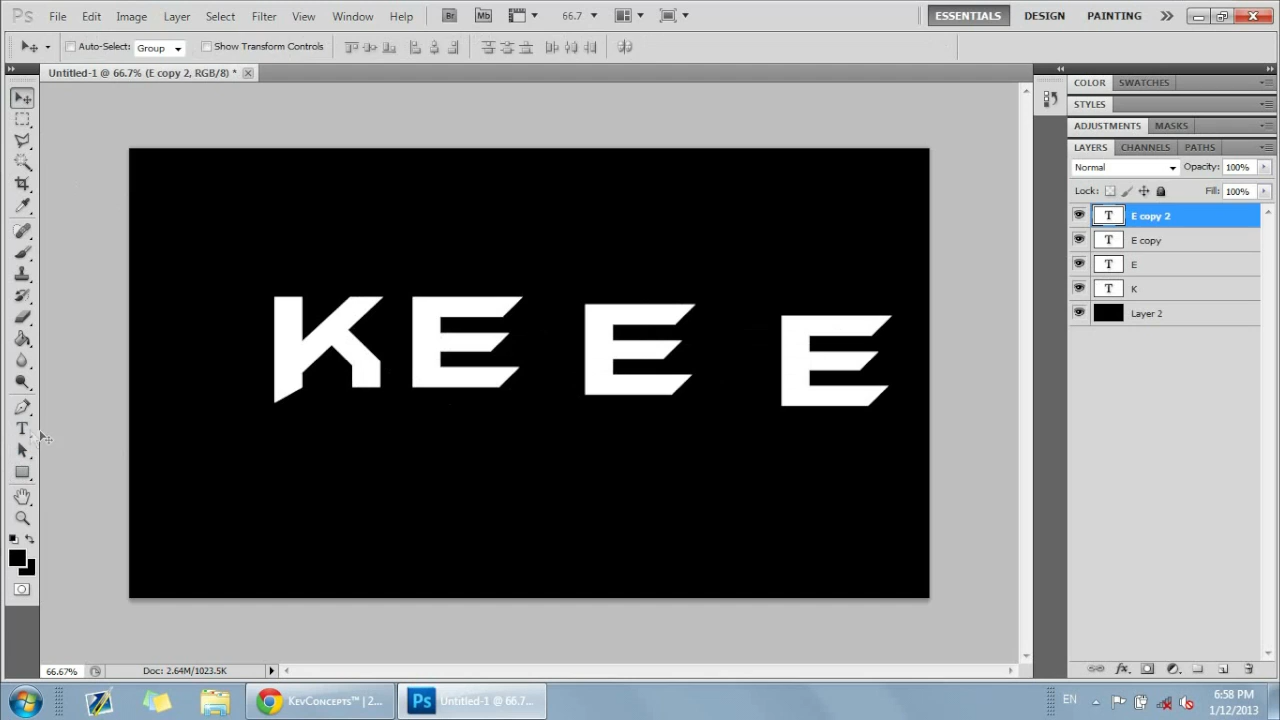 Ps File Edit Image Layer Select Filter View Window Help Br Mb 66.7 ESSENTIALS DESIGN PAINTING
Auto-Select: Group Show Transform Controls
Untitled-1 @ 66.7% (E copy 2, RGB/8) *
COLOR SWATCHES
STYLES
ADJUSTMENTS MASKS
LAYERS CHANNELS PATHS
Normal Opacity: 100%
Lock: Fill: 100%
T E copy 2
T E copy
T E
T K
Layer 2
KE E E
T
66.67% Doc: 2.64M/1023.5K
KevConcepts™ | 2...
Ps Untitled-1 @ 66.7...
EN
6:58 PM
1/12/2013